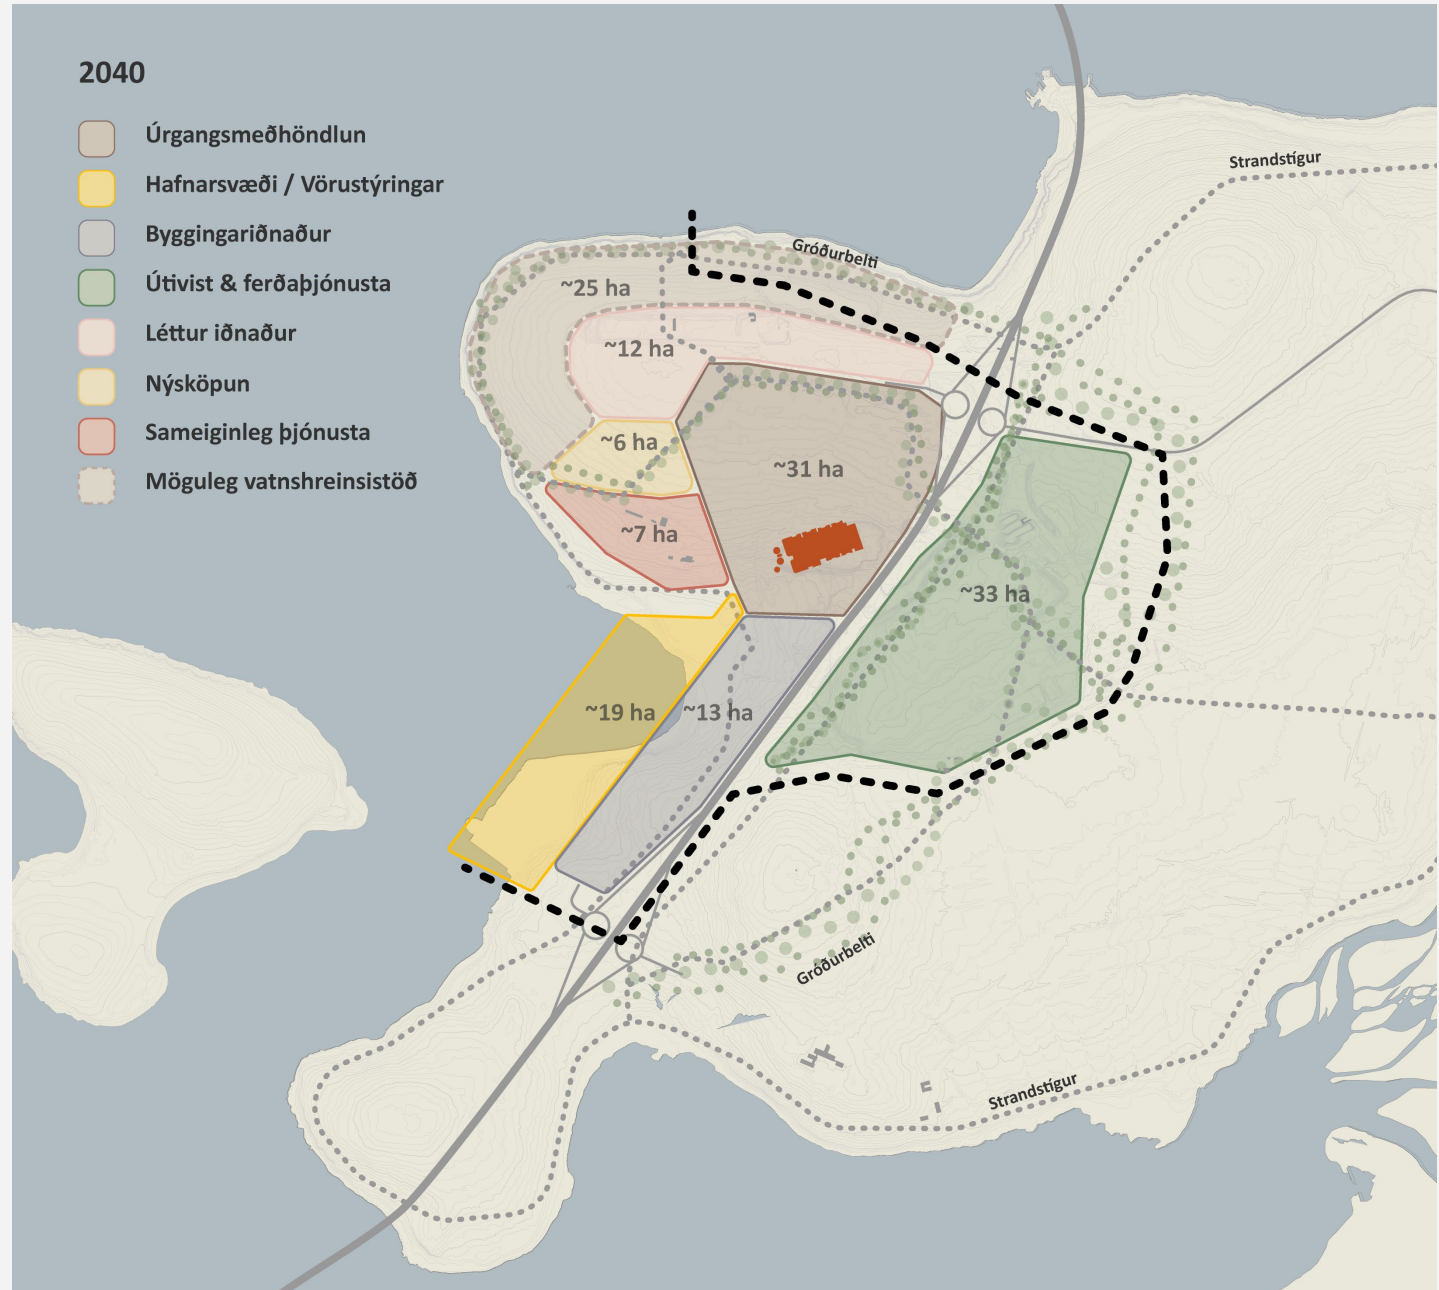 2040
Úrgangsmeðhöndlun
Hafnarsvæði / Vörustýringar
Byggingariðnaður
Útivist & ferðaþjónusta
Léttur iðnaður
Nýsköpun
Sameiginleg þjónusta
Möguleg vatnshreinsistöð
Strandstígur
Gróðurbelti
~25 ha
~12 ha
~6 ha
~31 ha
~7 ha
~33 ha
~19 ha
~13 ha
Gróðurbelti
Strandstígur